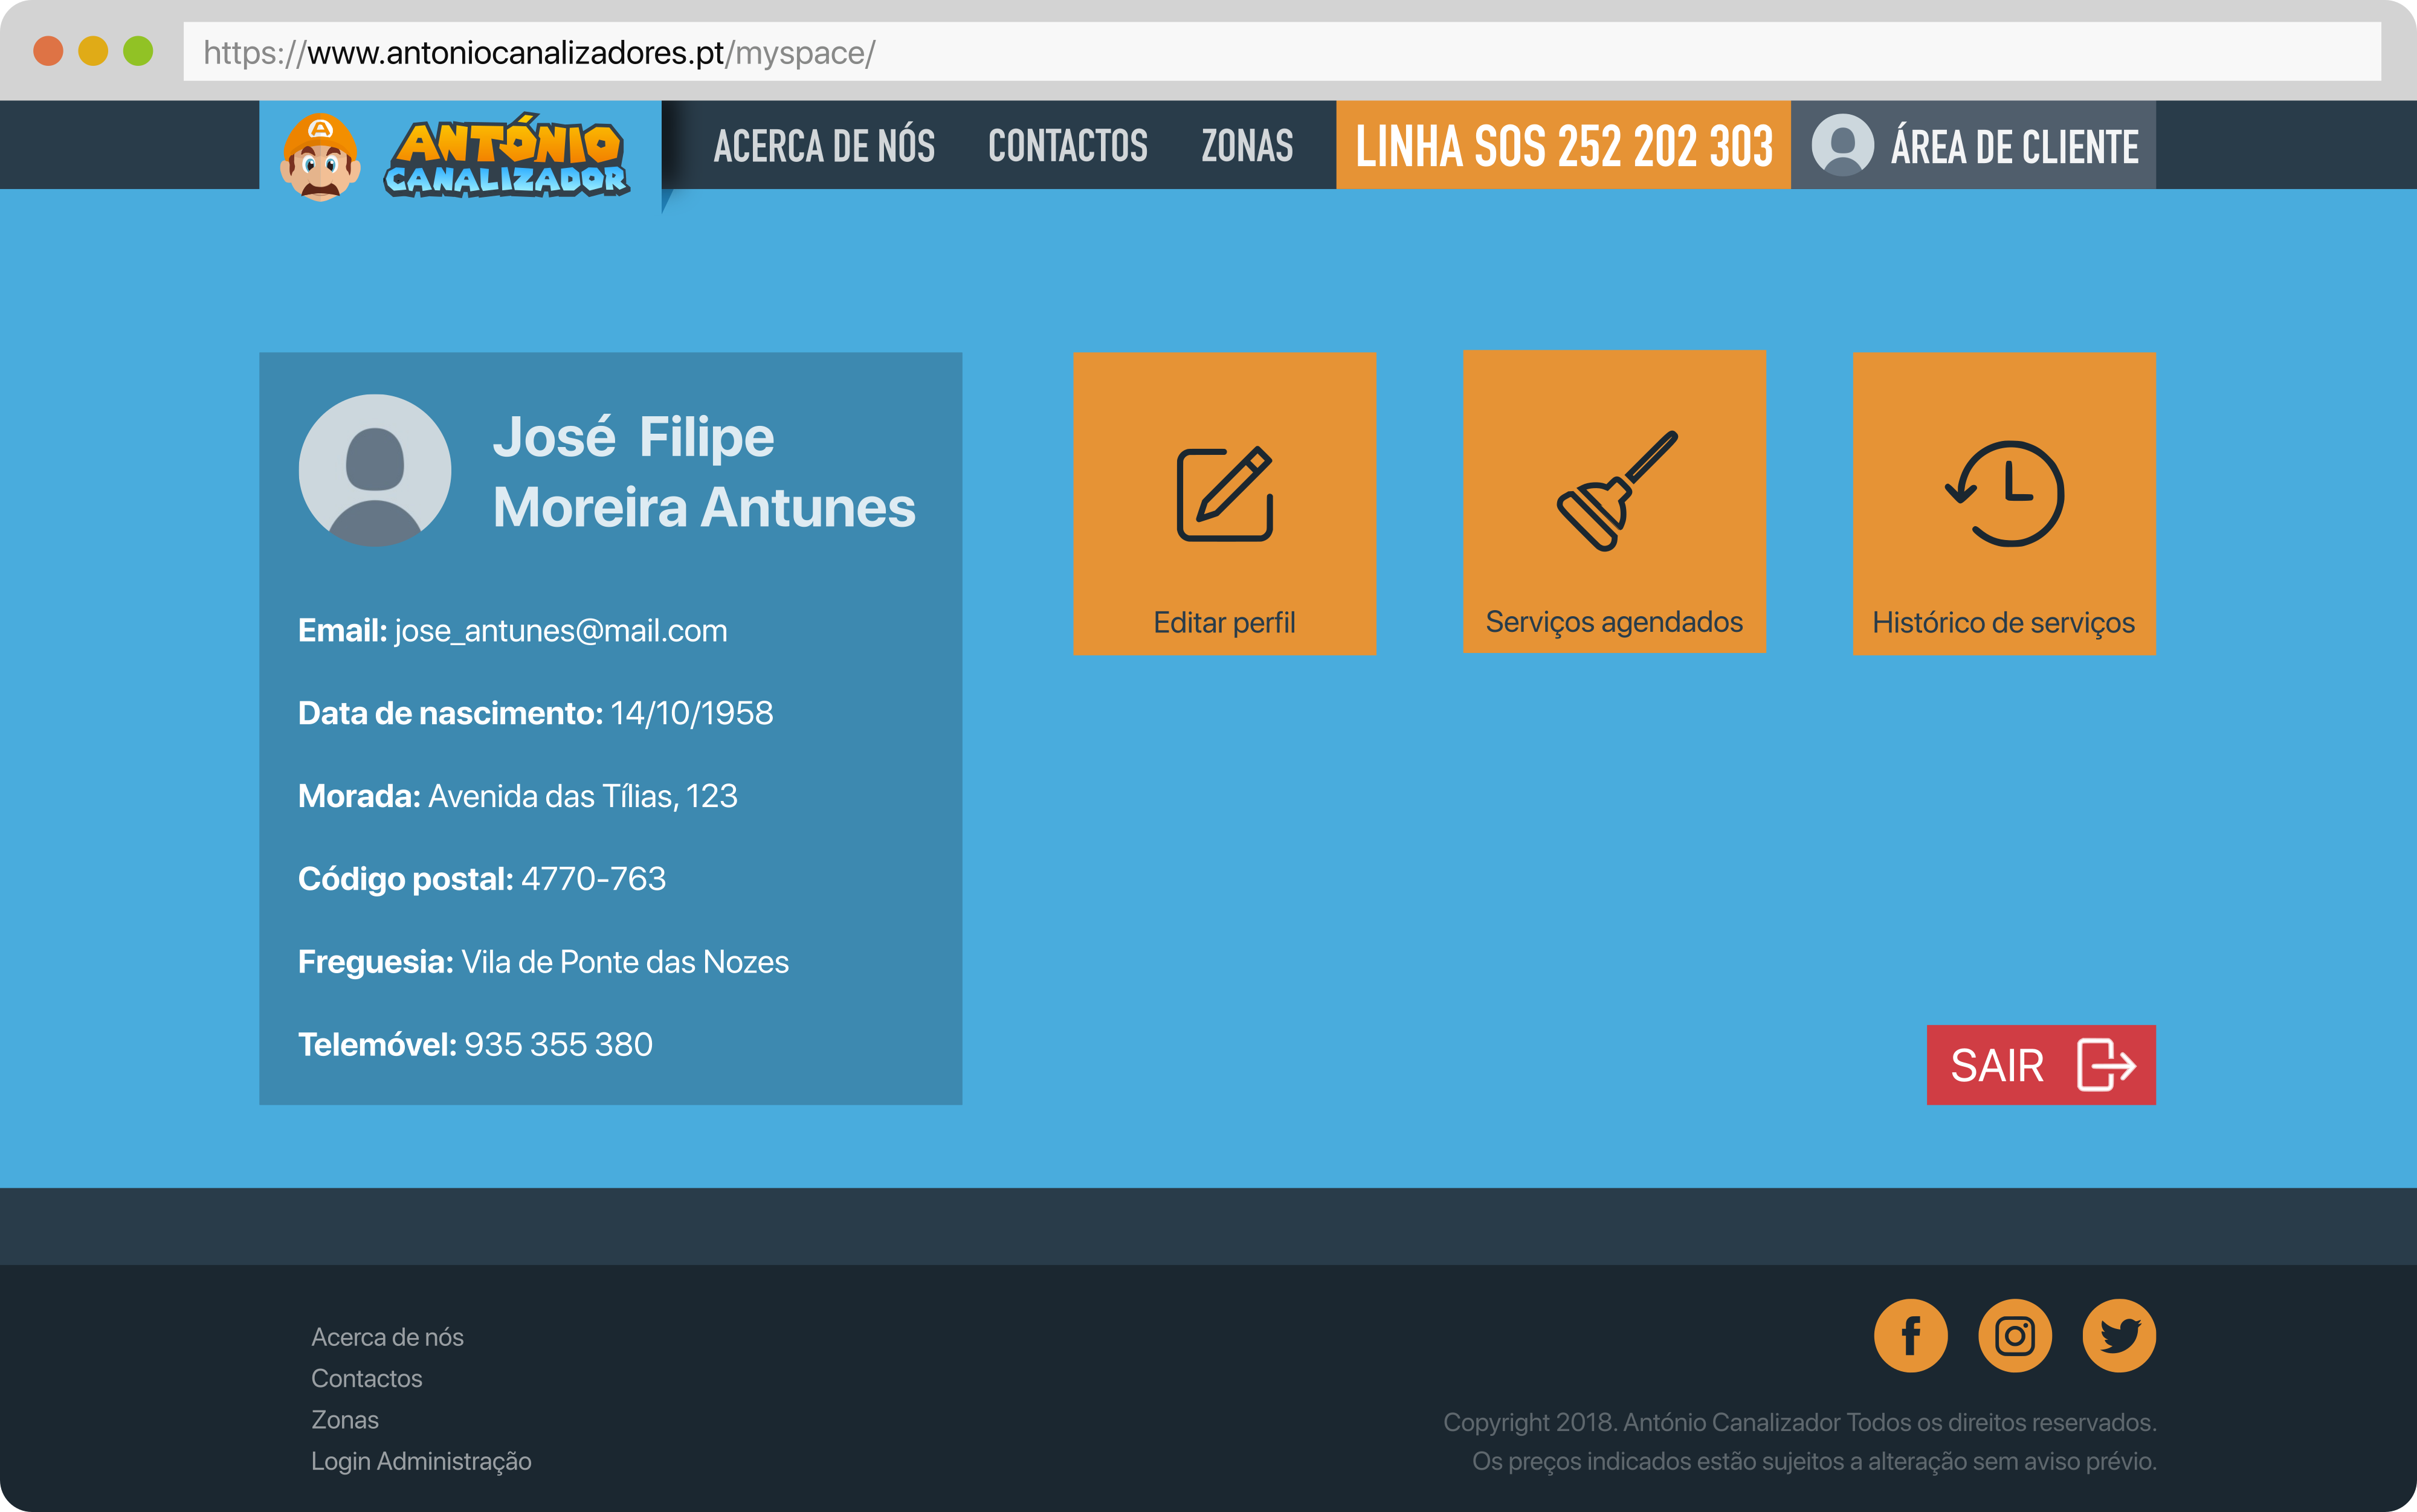 https://www.antoniocanalizadores.pt/myspace/
A
ANTÓNIO
CANALIZADOR
ACERCA DE NÓS
CONTACTOS
ZONAS
LINHA SOS 252 202 303
ÁREA DE CLIENTE
José Filipe
Moreira Antunes
Email: jose_antunes@mail.com
Data de nascimento: 14/10/1958
Morada: Avenida das Tílias, 123
Código postal: 4770-763
Freguesia: Vila de Ponte das Nozes
Telemóvel: 935 355 380
Editar perfil
Serviços agendados
Histórico de serviços
SAIR
Acerca de nós
Contactos
Zonas
Login Administração
Copyright 2018. António Canalizador Todos os direitos reservados.
Os preços indicados estão sujeitos a alteração sem aviso prévio.